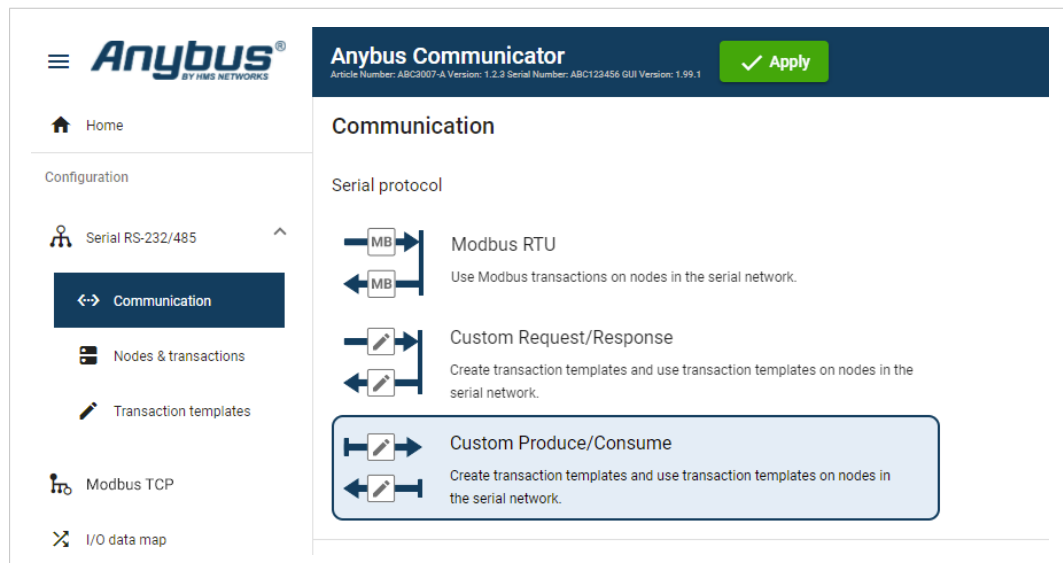 Anybus®
BY HMS NETWORKS
Anybus Communicator
Article Number: ABC3007-A Version: 1.2.3 Serial Number: ABC123456 GUI Version: 1.99.1
Apply
Home
Configuration
Serial RS-232/485
Communication
Nodes & transactions
Transaction templates
Modbus TCP
I/O data map
Communication
Serial protocol
MB
MB
Modbus RTU
Use Modbus transactions on nodes in the serial network.
Custom Request/Response
Create transaction templates and use transaction templates on nodes in the
serial network.
Custom Produce/Consume
Create transaction templates and use transaction templates on nodes in
the serial network.